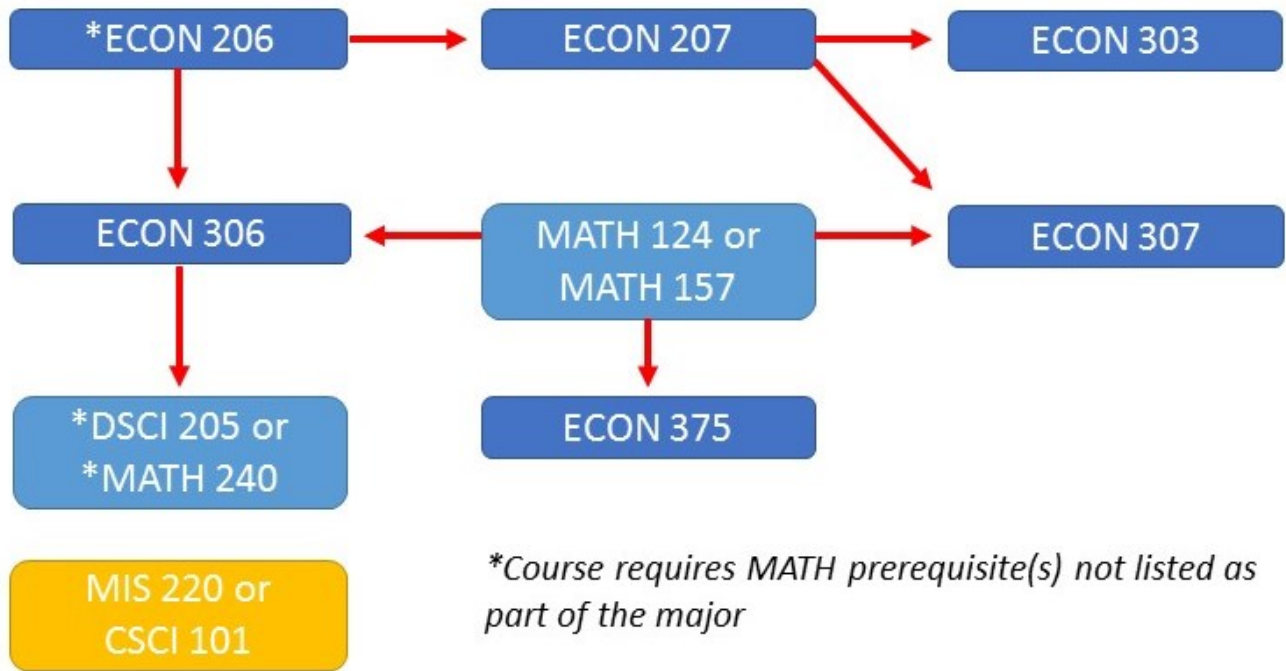 *ECON 206
ECON 207
ECON 303
ECON 306
MATH 124 or
MATH 157
ECON 307
*DSCI 205 or
*MATH 240
ECON 375
MIS 220 or
CSCI 101
*Course requires MATH prerequisite(s) not listed as
part of the major